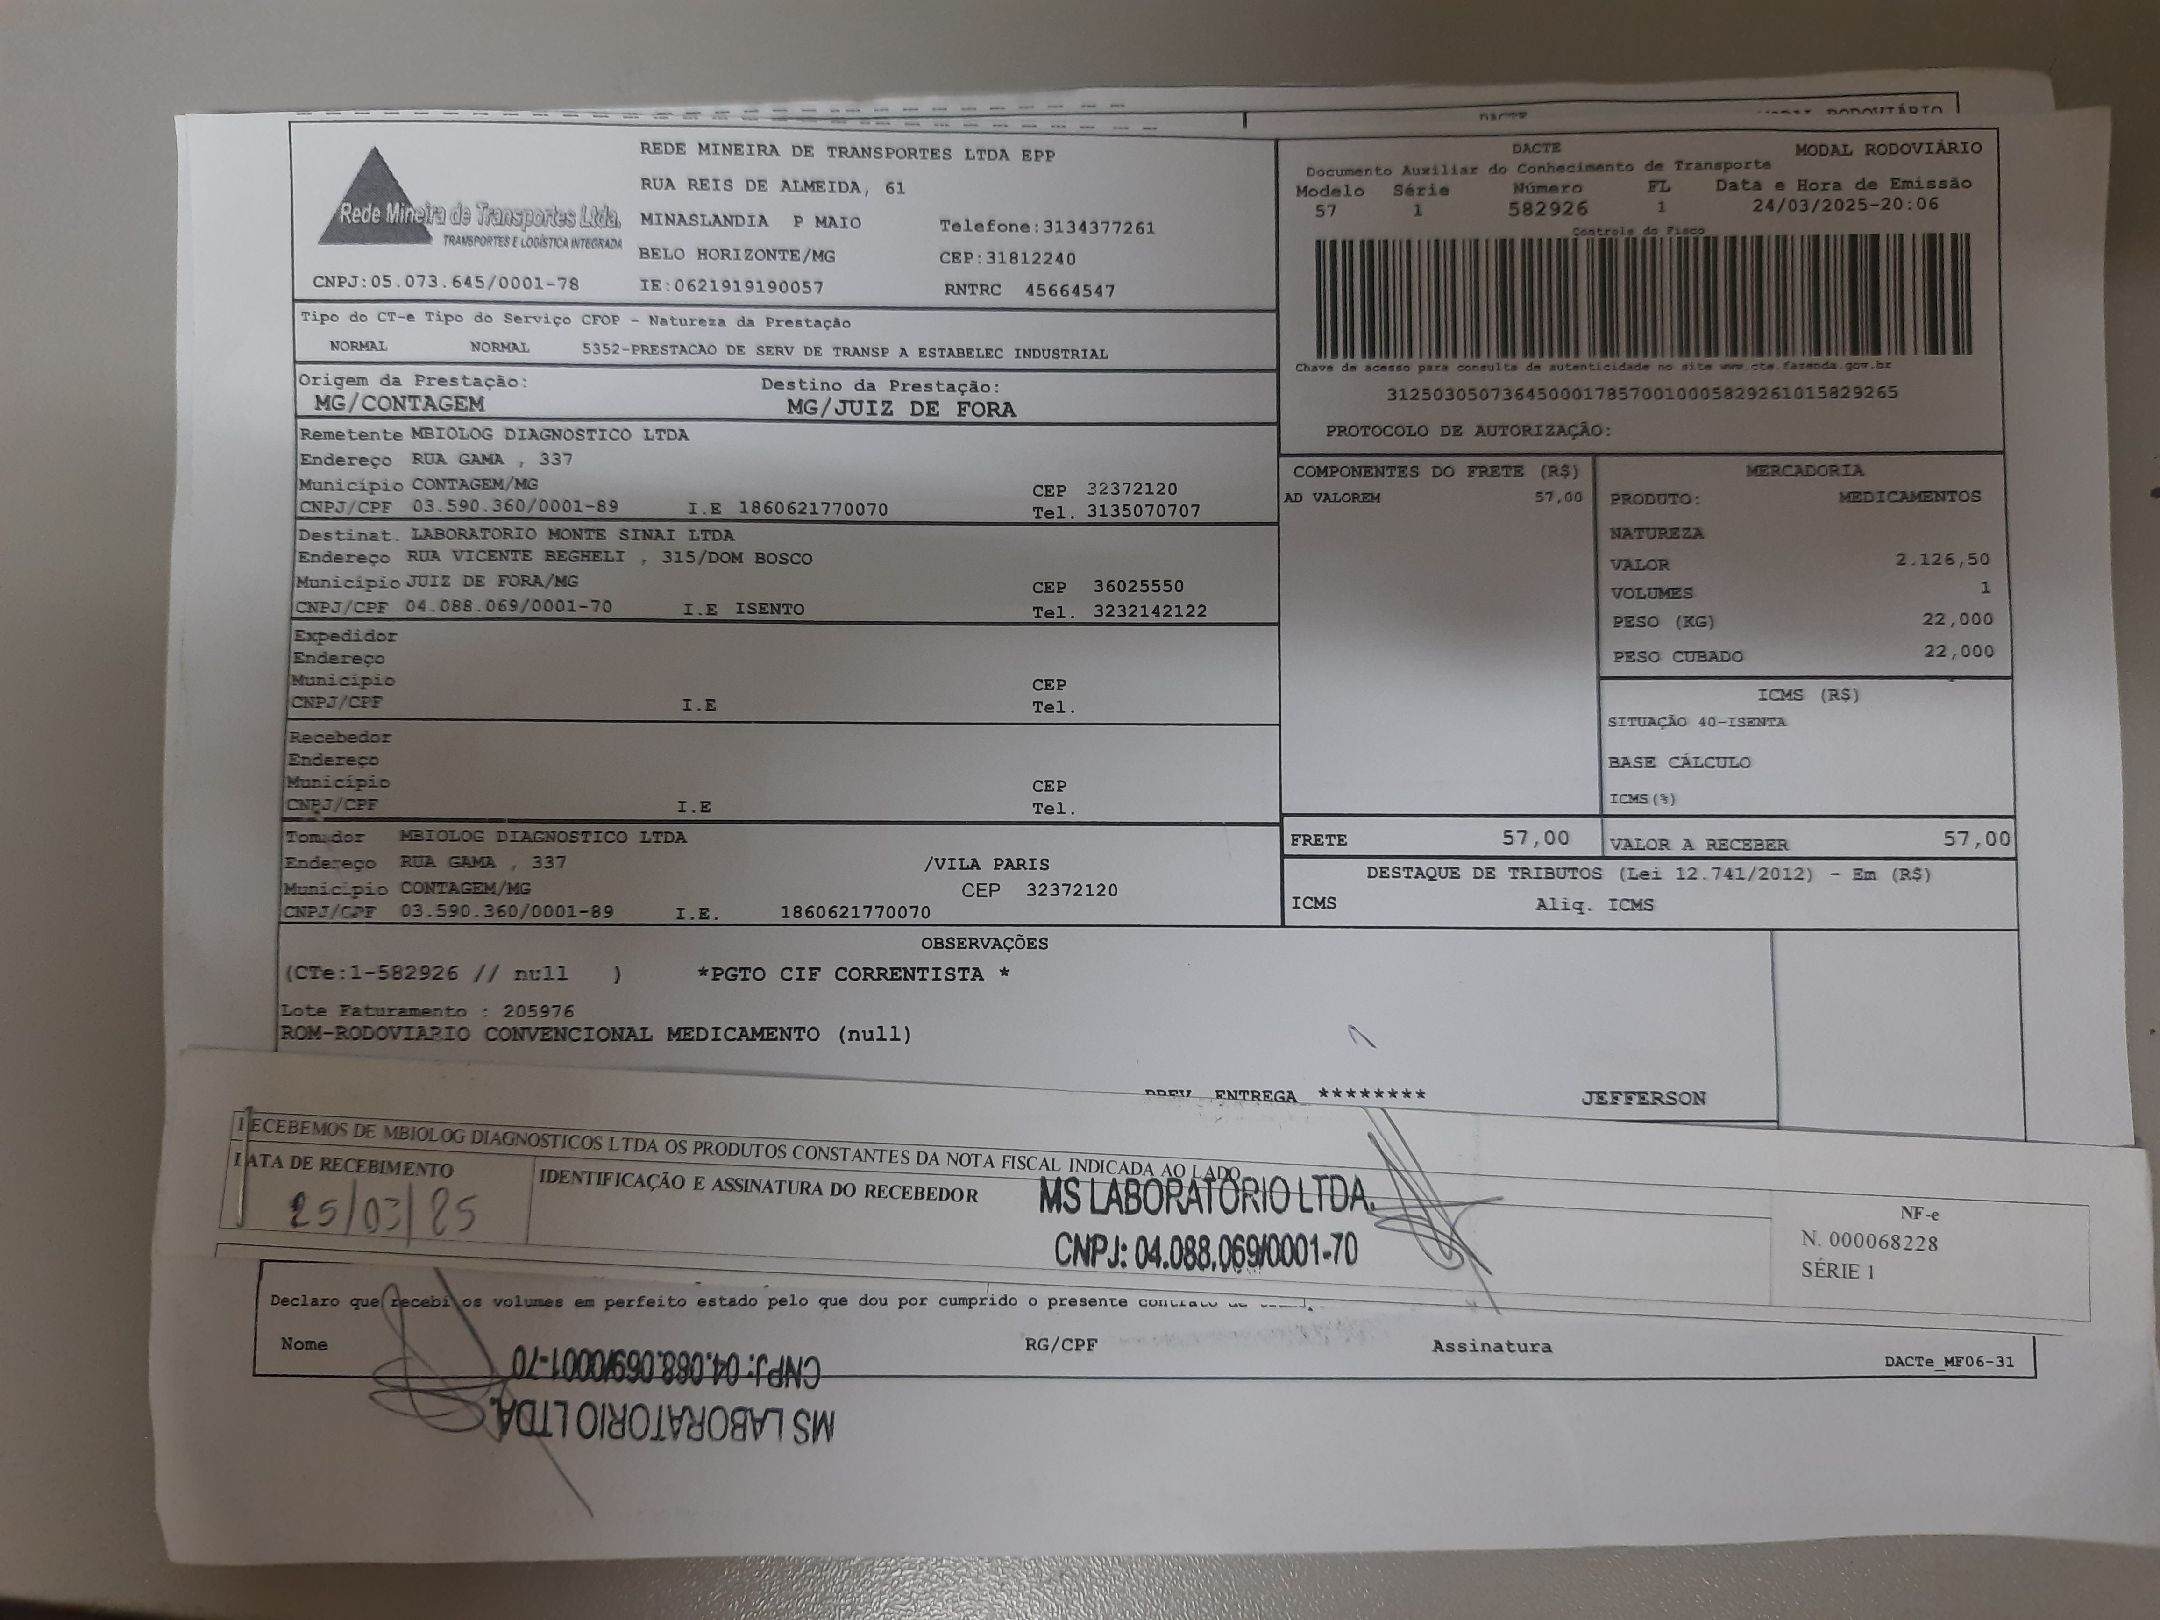 MODAL RODOVIÁRIO
Rede Mineira de Transportes Ltda.
TRANSPORTES E LOGÍSTICA INTEGRADA
CNPJ:05.073.645/0001-78
REDE MINEIRA DE TRANSPORTES LTDA EPP
RUA REIS DE ALMEIDA, 61
MINASLANDIA P MAIO Telefone:3134377261
BELO HORIZONTE/MG CEP:31812240
IE:0621919190057 RNTRC 45664547
DACTE MODAL RODOVIÁRIO
Documento Auxiliar do Conhecimento de Transporte
Modelo Série Número FL Data e Hora de Emissão
57 1 582926 1 24/03/2025-20:06
Controle do Fisco
Chave de acesso para consulta de autenticidade no site www.cte.fazenda.gov.br
31250305073645000178570010005829261015829265
PROTOCOLO DE AUTORIZAÇÃO:
Tipo do CT-e Tipo do Serviço CFOP - Natureza da Prestação
NORMAL NORMAL 5352-PRESTACAO DE SERV DE TRANSP A ESTABELEC INDUSTRIAL
Origem da Prestação: Destino da Prestação:
MG/CONTAGEM MG/JUIZ DE FORA
Remetente MBIOLOG DIAGNOSTICO LTDA
Endereço RUA GAMA , 337
Município CONTAGEM/MG CEP 32372120
CNPJ/CPF 03.590.360/0001-89 I.E 1860621770070 Tel. 3135070707
Destinat. LABORATORIO MONTE SINAI LTDA
Endereço RUA VICENTE BEGHELI , 315/DOM BOSCO
Município JUIZ DE FORA/MG CEP 36025550
CNPJ/CPF 04.088.069/0001-70 I.E ISENTO Tel. 3232142122
Expedidor
Endereço
Município CEP
CNPJ/CPF I.E Tel.
Recebedor
Endereço
Município CEP
CNPJ/CPF I.E Tel.
Tomador MBIOLOG DIAGNOSTICO LTDA
Endereço RUA GAMA , 337 /VILA PARIS
Município CONTAGEM/MG CEP 32372120
CNPJ/CPF 03.590.360/0001-89 I.E. 1860621770070
COMPONENTES DO FRETE (R$)
AD VALOREM 57,00
MERCADORIA
PRODUTO: MEDICAMENTOS
NATUREZA
VALOR 2.126,50
VOLUMES 1
PESO (KG) 22,000
PESO CUBADO 22,000
ICMS (R$)
SITUAÇÃO 40-ISENTA
BASE CÁLCULO
ICMS(%)
FRETE 57,00 VALOR A RECEBER 57,00
DESTAQUE DE TRIBUTOS (Lei 12.741/2012) - Em (R$)
ICMS Aliq. ICMS
OBSERVAÇÕES
(CTe:1-582926 // null ) *PGTO CIF CORRENTISTA *
Lote Faturamento : 205976
ROM-RODOVIARIO CONVENCIONAL MEDICAMENTO (null)
PREV ENTREGA ******** JEFFERSON
RECEBEMOS DE MBIOLOG DIAGNOSTICOS LTDA OS PRODUTOS CONSTANTES DA NOTA FISCAL INDICADA AO LADO
DATA DE RECEBIMENTO IDENTIFICAÇÃO E ASSINATURA DO RECEBEDOR
25/03/25
MS LABORATORIO LTDA.
CNPJ: 04.088.069/0001-70
NF-e
N. 000068228
SÉRIE 1
Declaro que recebi os volumes em perfeito estado pelo que dou por cumprido o presente
Nome RG/CPF Assinatura
DACTe_MF06-31
MS LABORATORIO LTDA.
CNPJ: 04.088.069/0001-70